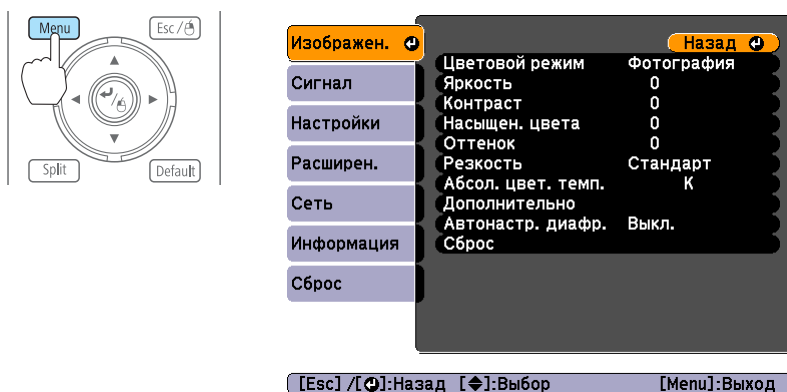 Menu
Esc/
Split
Default
Изображен.
Сигнал
Настройки
Расширен.
Сеть
Информация
Сброс
Назад
Цветовой режим Фотография
Яркость 0
Контраст 0
Насыщен. цвета 0
Оттенок 0
Резкость Стандарт
Абсол. цвет. темп. K
Дополнительно
Автонастр. диафр. Выкл.
Сброс
[Esc] /[ ]:Назад [ ]:Выбор [Menu]:Выход